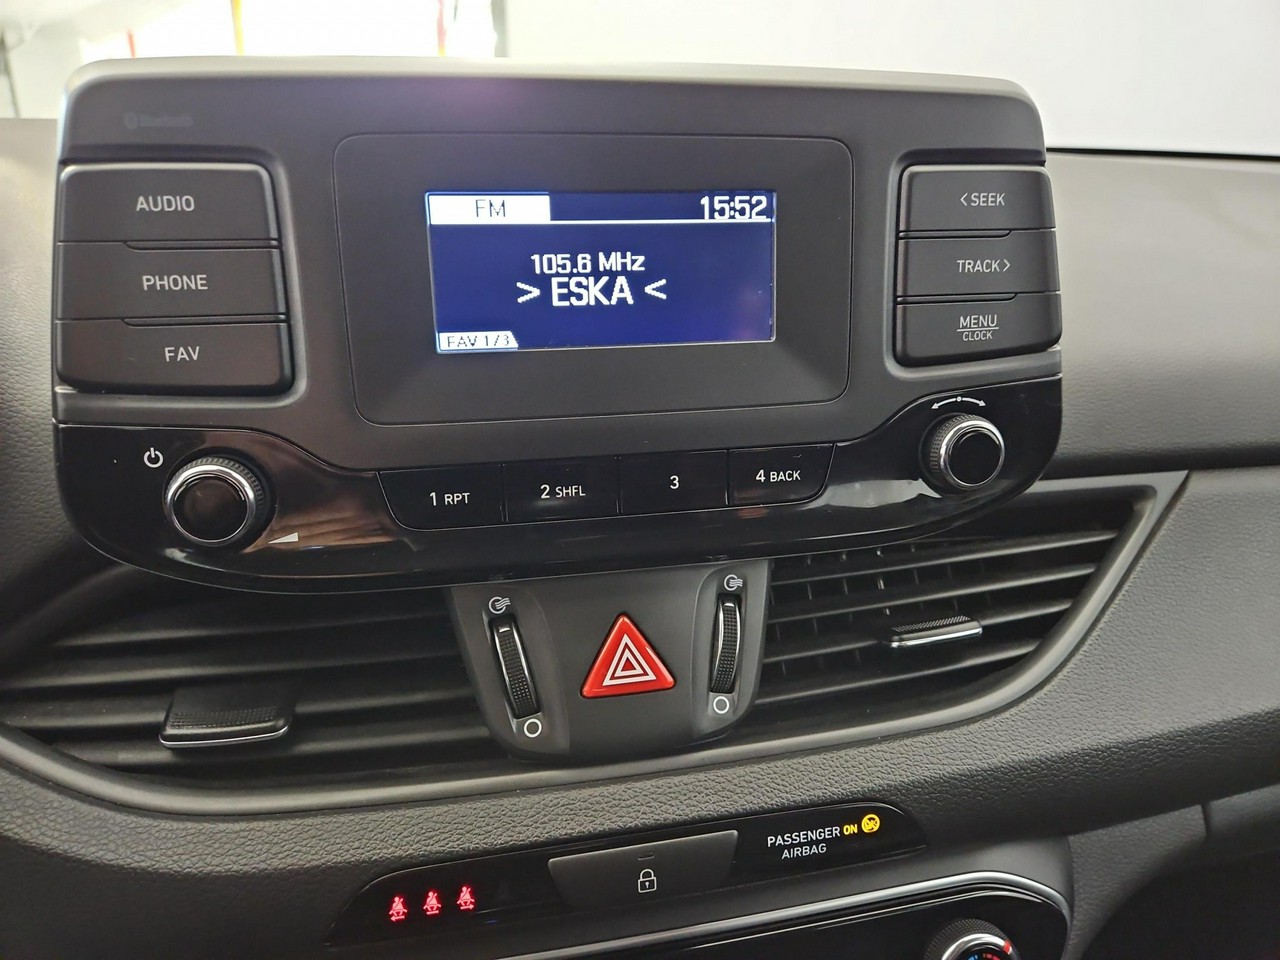 Bluetooth
AUDIO
PHONE
FAV
FM
15:52
105.6 MHz
> ESKA <
FAV 1/3
< SEEK
TRACK >
MENU
CLOCK
1 RPT
2 SHFL
3
4 BACK
PASSENGER ON
AIRBAG